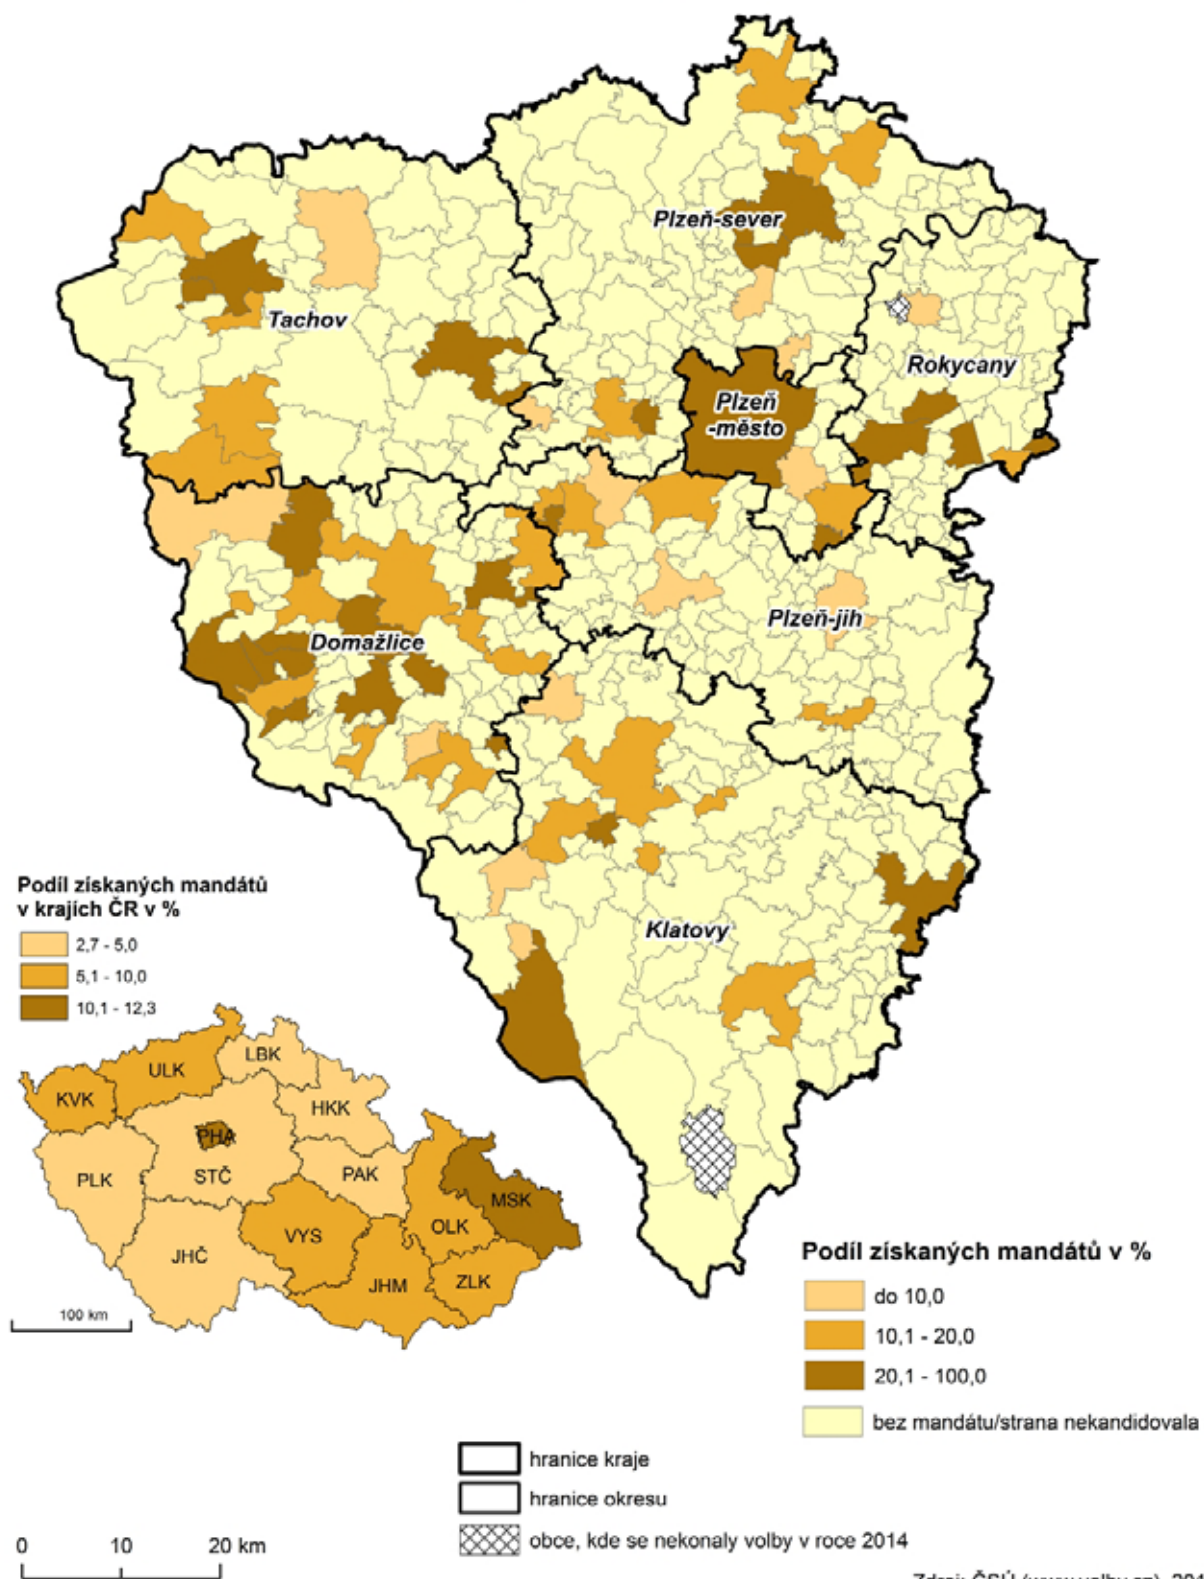 Plzeň-sever
Tachov
Rokycany
Plzeň
-město
Plzeň-jih
Domažlice
Klatovy
Podíl získaných mandátů
v krajích ČR v %
2,7 - 5,0
5,1 - 10,0
10,1 - 12,3
LBK
ULK
KVK
HKK
PHA
STČ
PAK
PLK
MSK
OLK
VYS
JHČ
JHM
ZLK
100 km
Podíl získaných mandátů v %
do 10,0
10,1 - 20,0
20,1 - 100,0
bez mandátu/strana nekandidovala
hranice kraje
hranice okresu
obce, kde se nekonaly volby v roce 2014
0 10 20 km